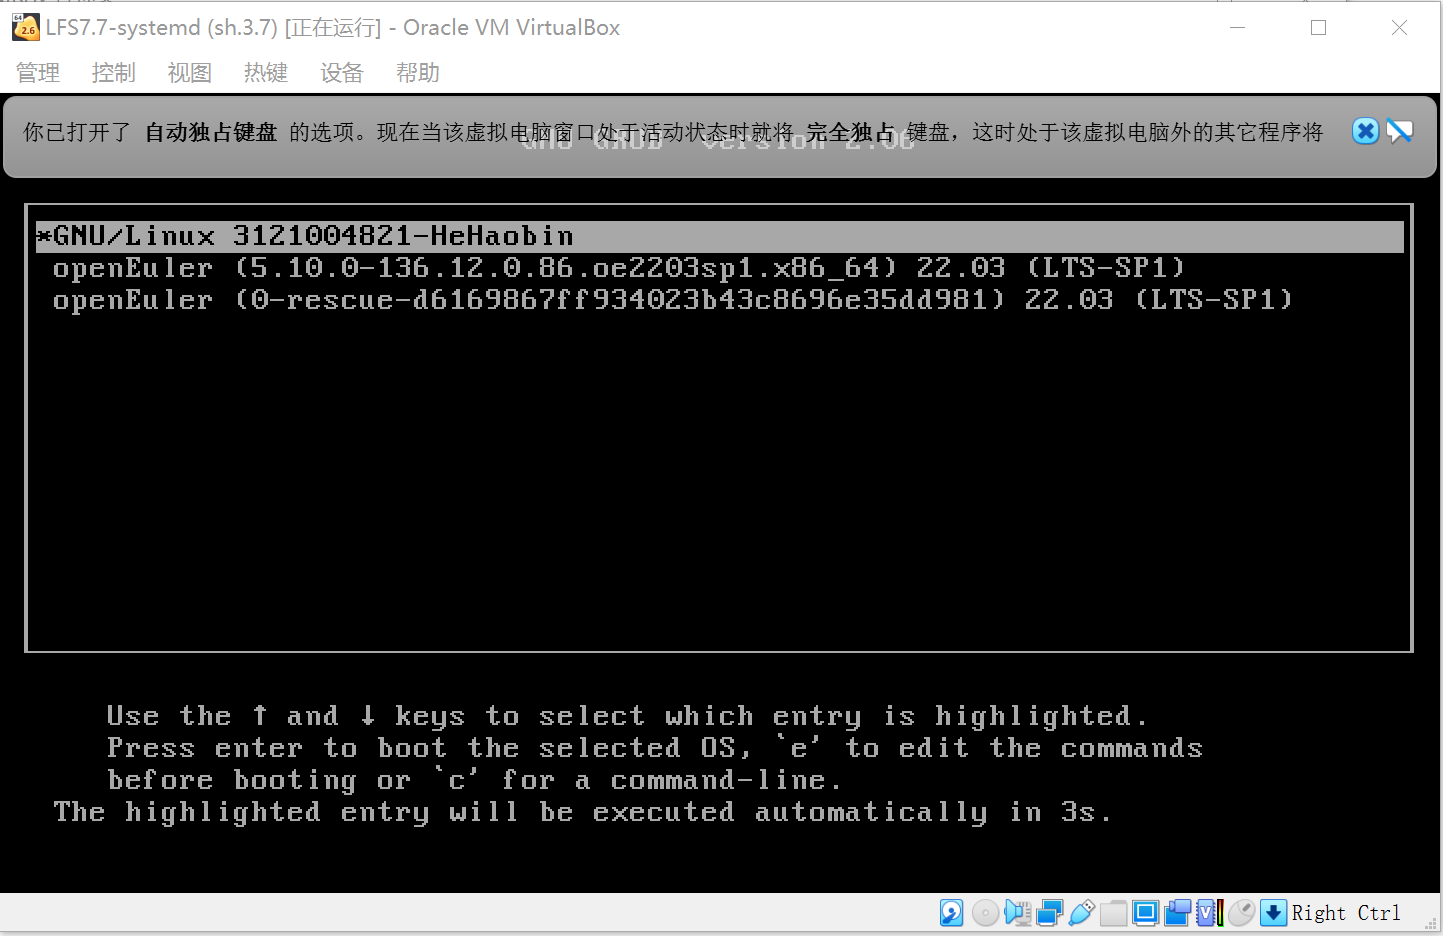 LFS7.7-systemd (sh.3.7) [正在运行] - Oracle VM VirtualBox
管理 控制 视图 热键 设备 帮助
你已打开了 自动独占键盘 的选项。现在当该虚拟电脑窗口处于活动状态时就将 完全独占 键盘，这时处于该虚拟电脑外的其它程序将
GNU GRUB version 2.06
*GNU/Linux 3121004821-HeHaobin
openEuler (5.10.0-136.12.0.86.oe2203sp1.x86_64) 22.03 (LTS-SP1)
openEuler (0-rescue-d6169867ff934023b43c8696e35dd981) 22.03 (LTS-SP1)
Use the ↑ and ↓ keys to select which entry is highlighted.
Press enter to boot the selected OS, `e' to edit the commands
before booting or `c' for a command-line.
The highlighted entry will be executed automatically in 3s.
Right Ctrl